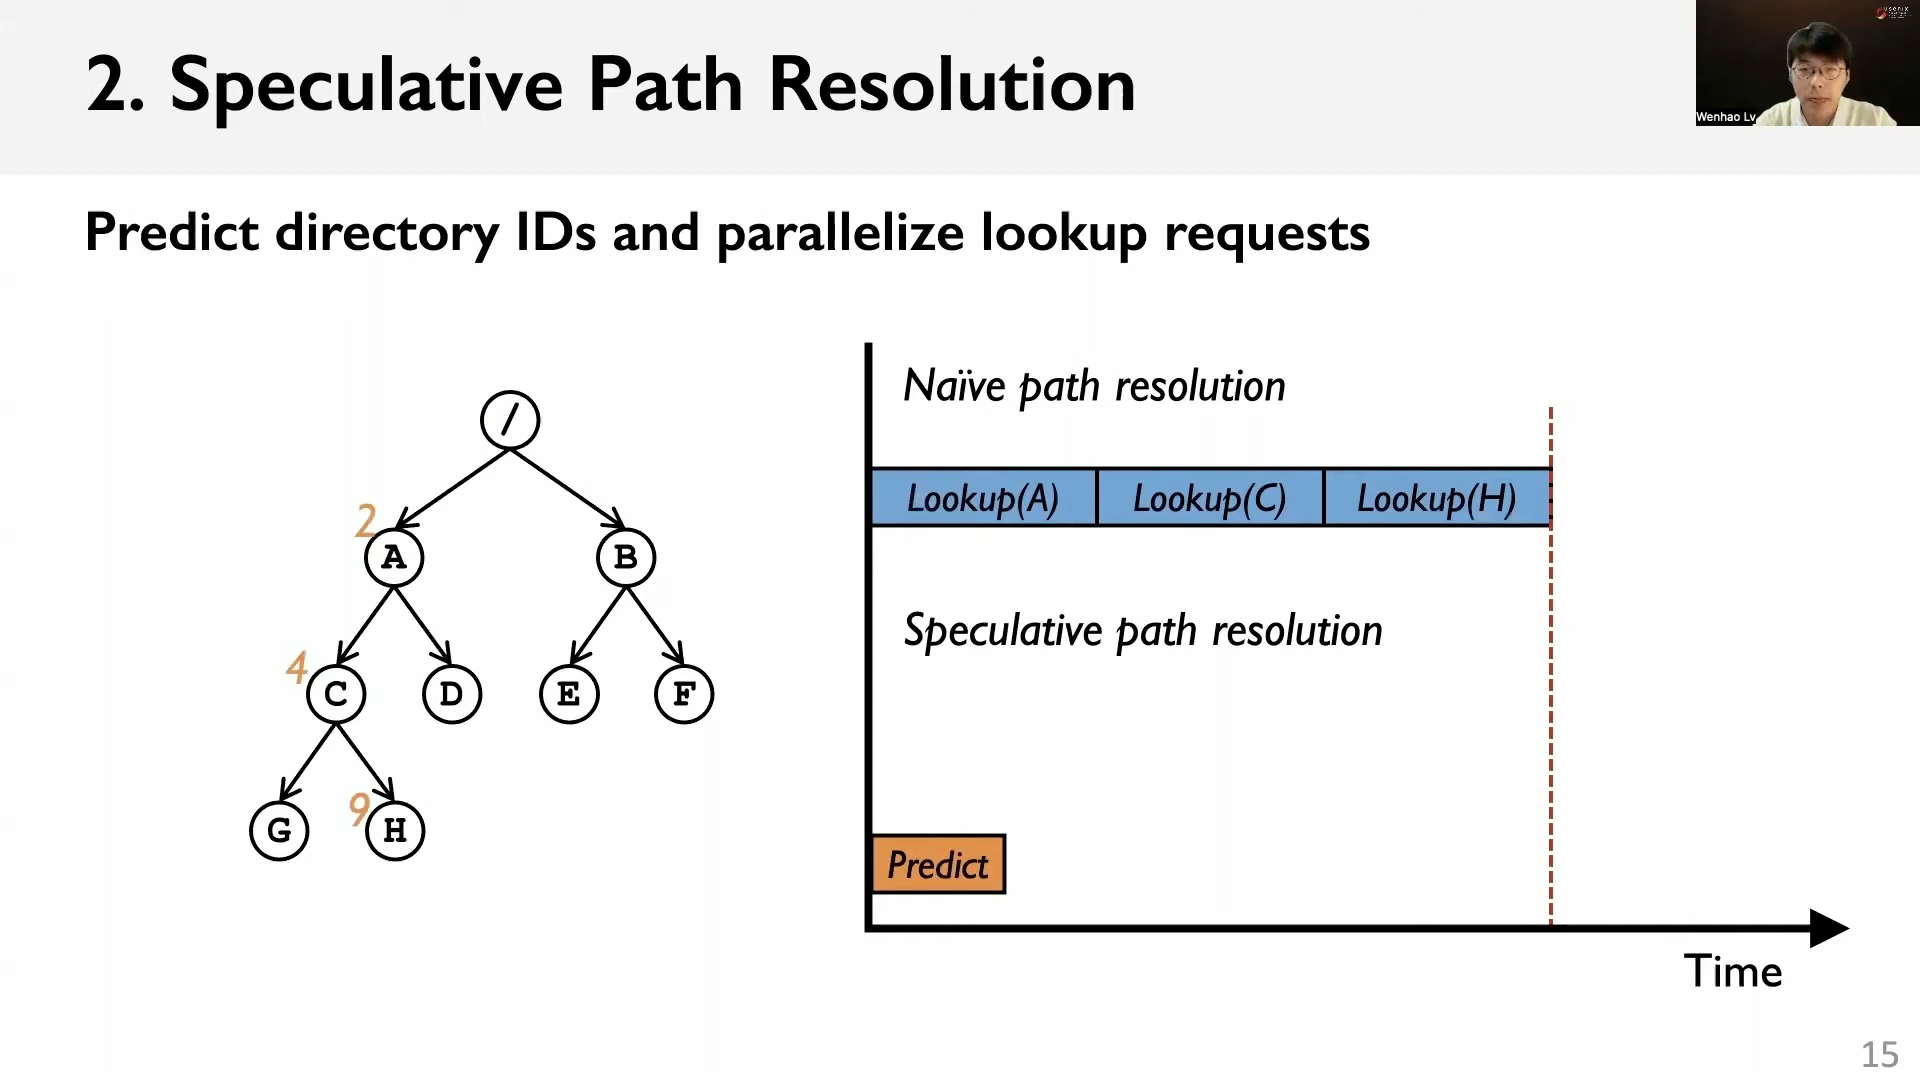 2. Speculative Path Resolution
Wenhao Lv
Predict directory IDs and parallelize lookup requests
/
2
A
B
4
C
D
E
F
G
9
H
Naïve path resolution
Lookup(A) Lookup(C) Lookup(H)
Speculative path resolution
Predict
Time
15